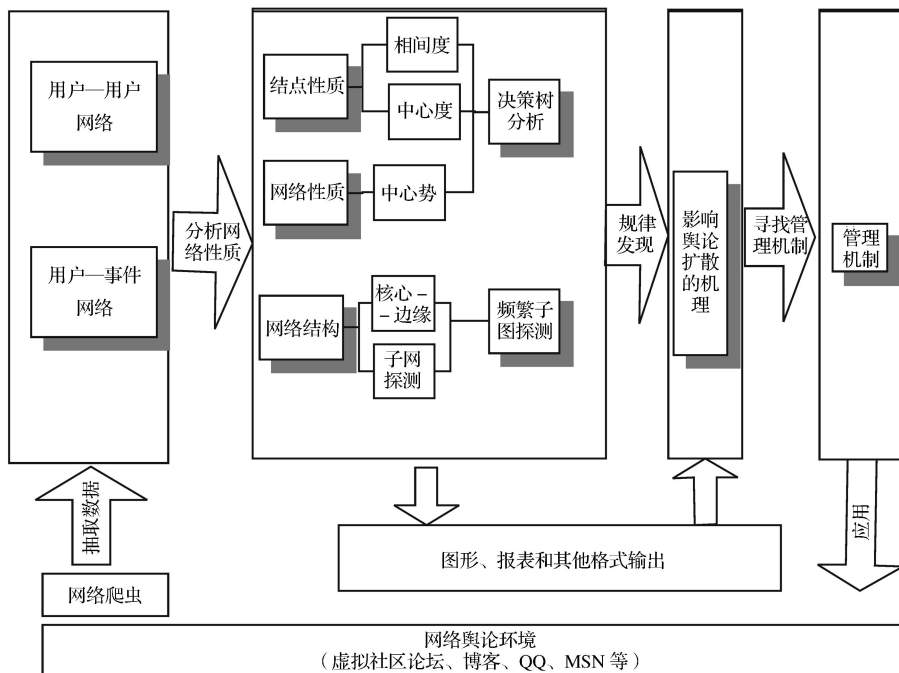 用户—用户
网络
用户—事件
网络
抽取数据
网络爬虫
分析网
络性质
结点性质
相间度
中心度
决策树
分析
网络性质
中心势
网络结构
核心-
-边缘
子网
探测
频繁子
图探测
规律
发现
影响
舆论
扩散
的机
理
寻找管
理机制
管理
机制
应用
图形、报表和其他格式输出
网络舆论环境
（虚拟社区论坛、博客、QQ、MSN 等）